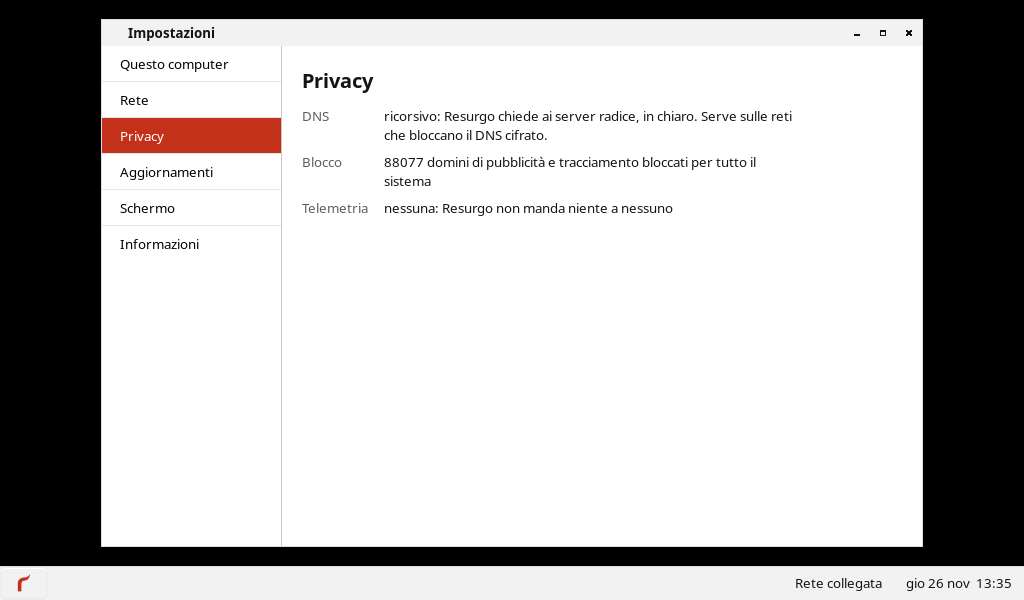 Impostazioni
Questo computer
Rete
Privacy
Aggiornamenti
Schermo
Informazioni
Privacy
DNS ricorsivo: Resurgo chiede ai server radice, in chiaro. Serve sulle reti
che bloccano il DNS cifrato.
Blocco 88077 domini di pubblicità e tracciamento bloccati per tutto il
sistema
Telemetria nessuna: Resurgo non manda niente a nessuno
Rete collegata gio 26 nov 13:35